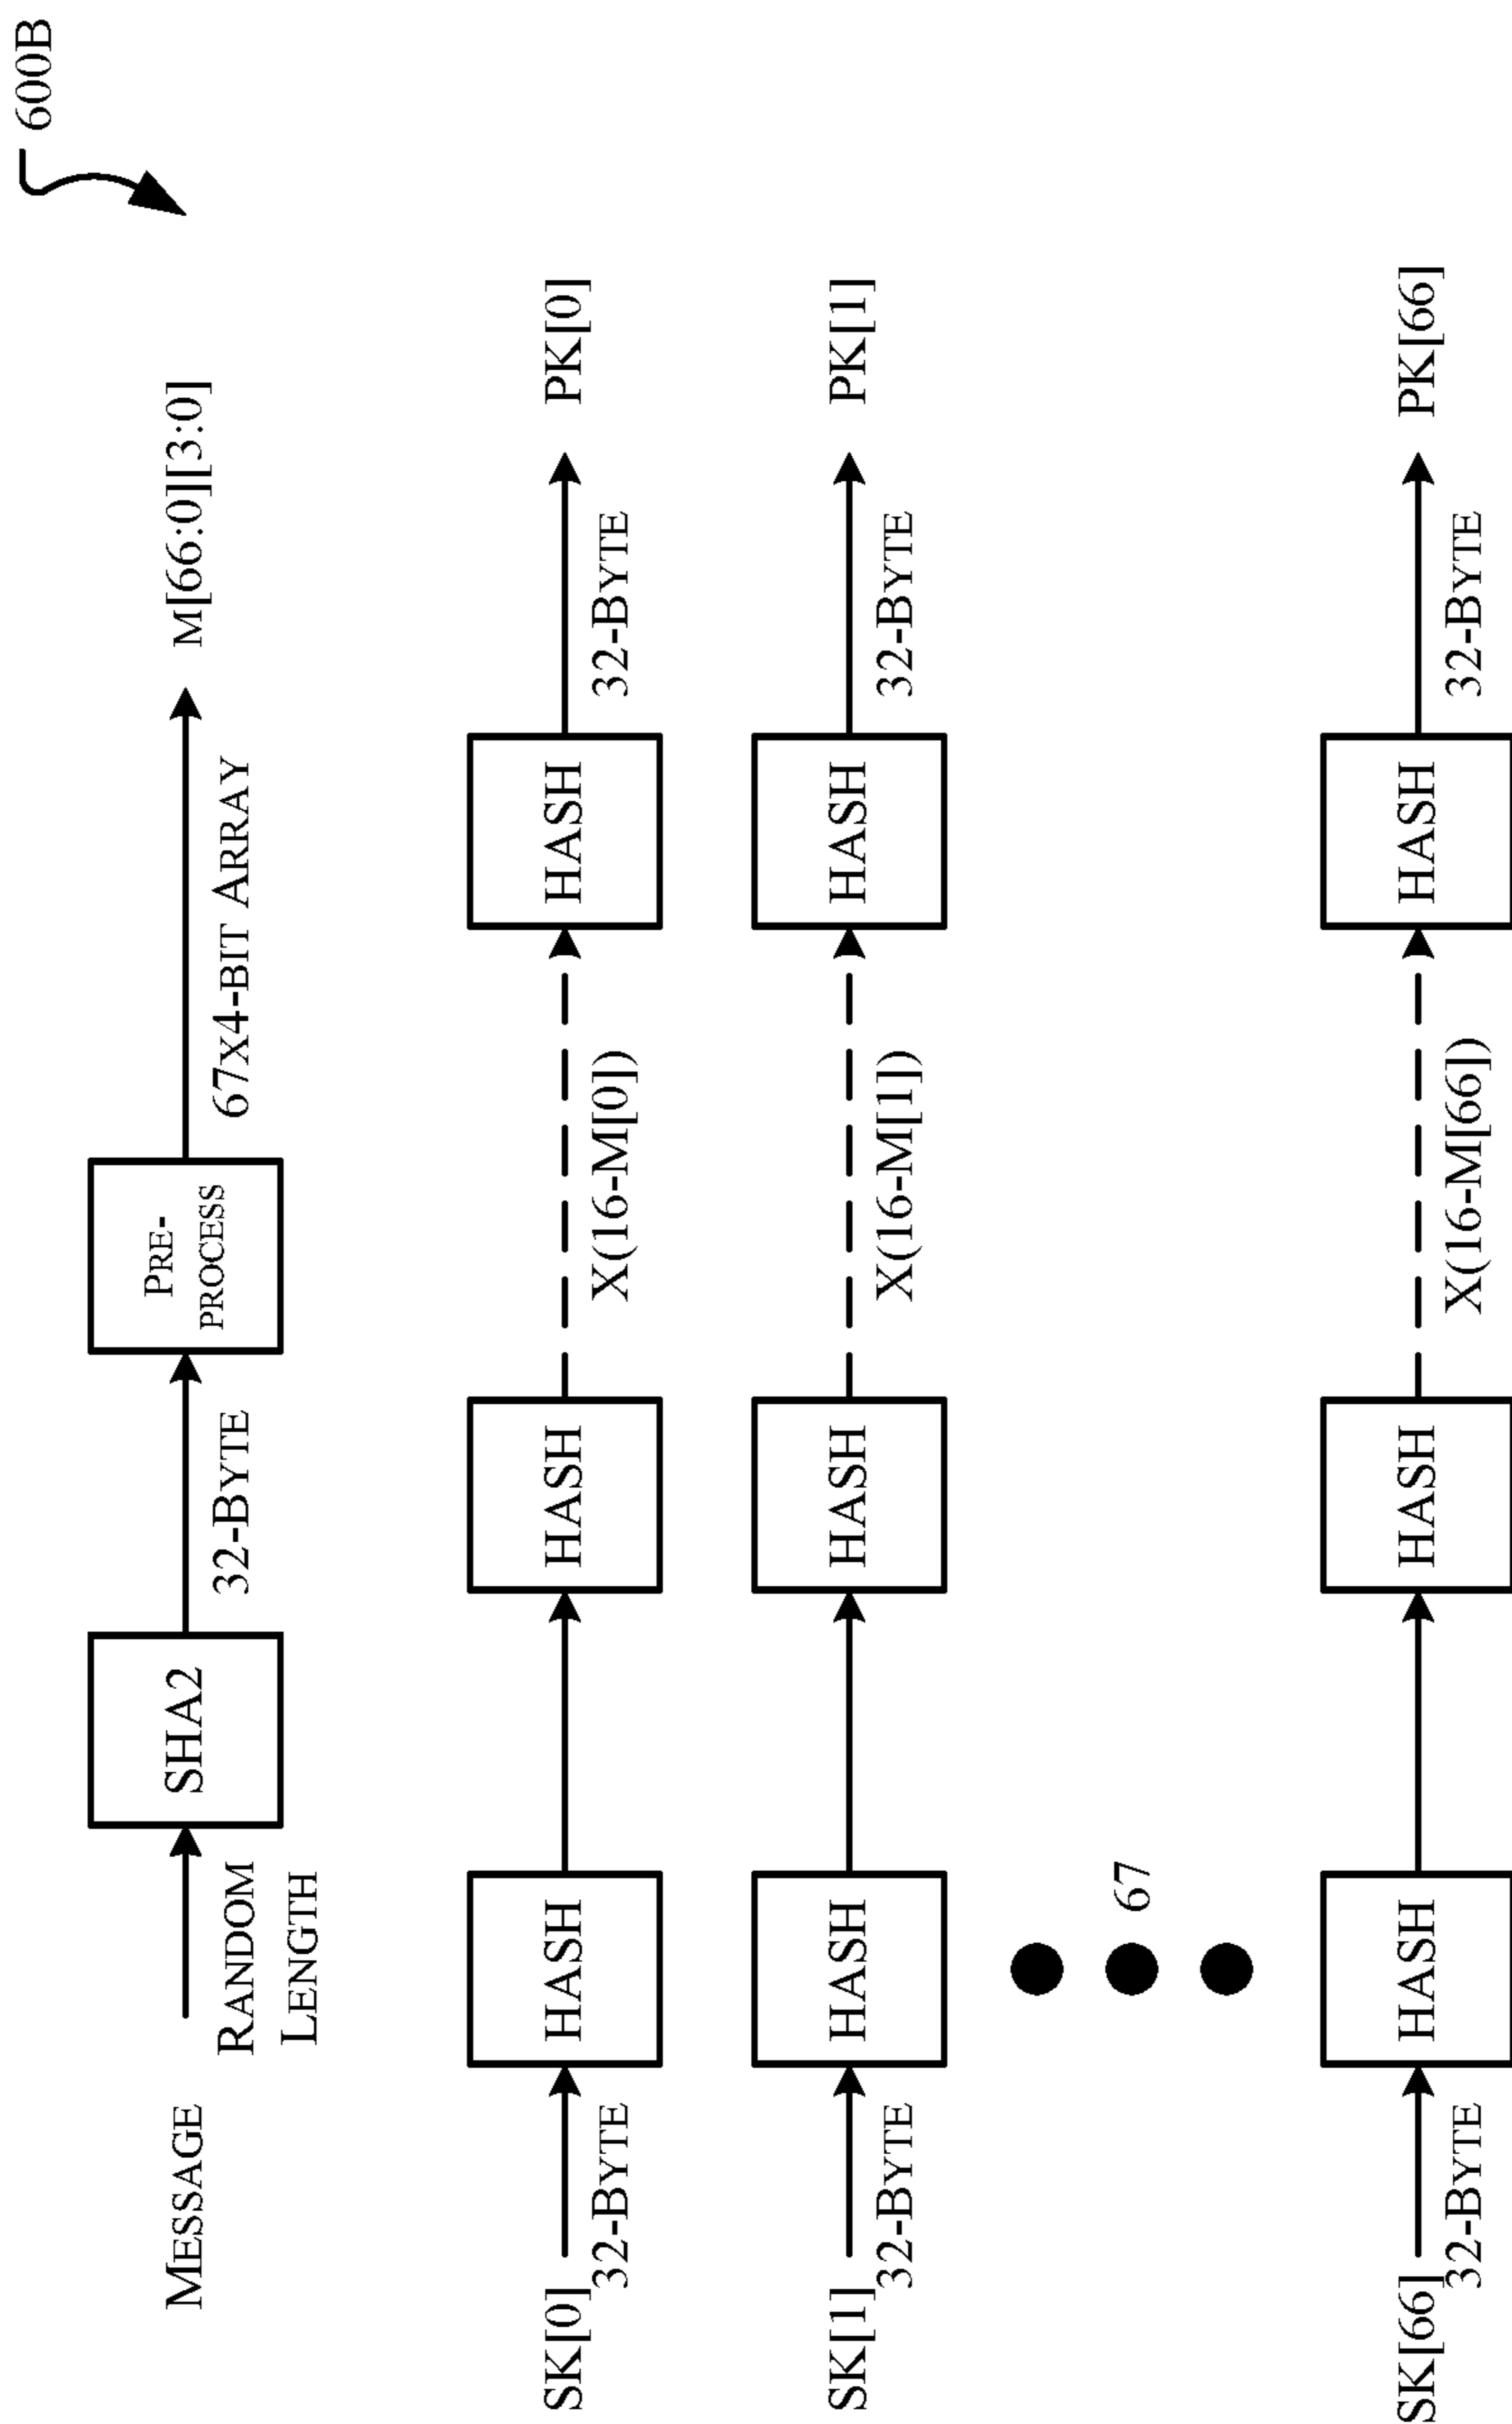 600B
MESSAGE
RANDOM
LENGTH
SHA2
32-BYTE
PRE-
PROCESS
67X4-BIT ARRAY
M[66:0][3:0]
SK[0]
32-BYTE
HASH
HASH
X(16-M[0])
HASH
32-BYTE
PK[0]
SK[1]
32-BYTE
HASH
HASH
X(16-M[1])
HASH
32-BYTE
PK[1]
67
SK[66]
32-BYTE
HASH
HASH
X(16-M[66])
HASH
32-BYTE
PK[66]